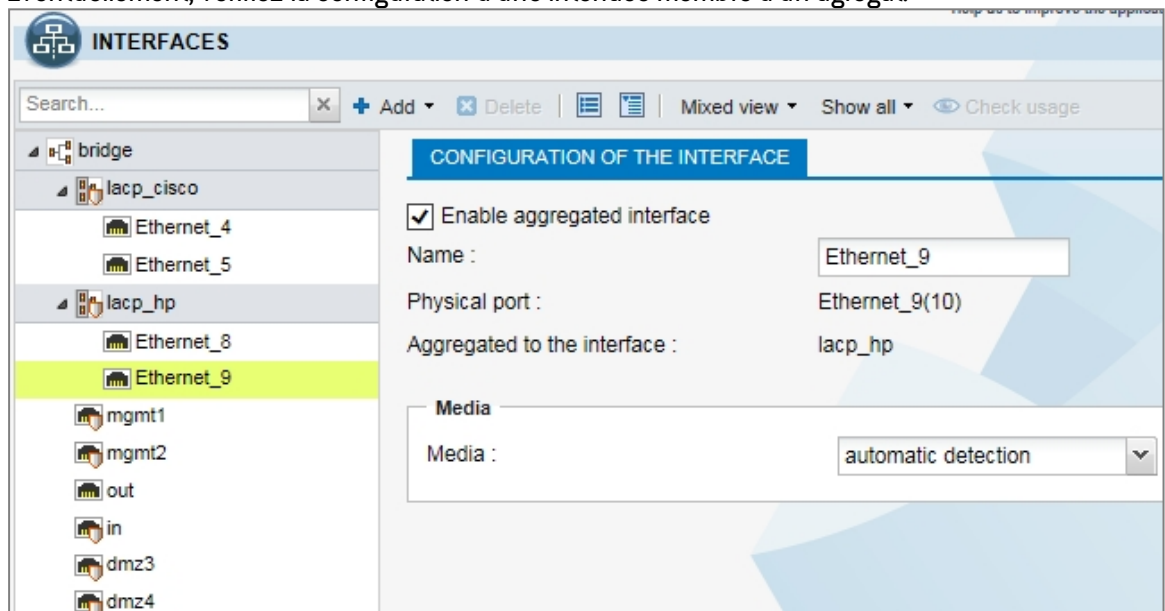 INTERFACES
Search... Add Delete Mixed view Show all Check usage
bridge
CONFIGURATION OF THE INTERFACE
lacp_cisco
Enable aggregated interface
Ethernet_4
Name : Ethernet_9
Ethernet_5
lacp_hp
Physical port : Ethernet_9(10)
Ethernet_8
Aggregated to the interface : lacp_hp
Ethernet_9
mgmt1
Media
mgmt2
Media : automatic detection
out
in
dmz3
dmz4